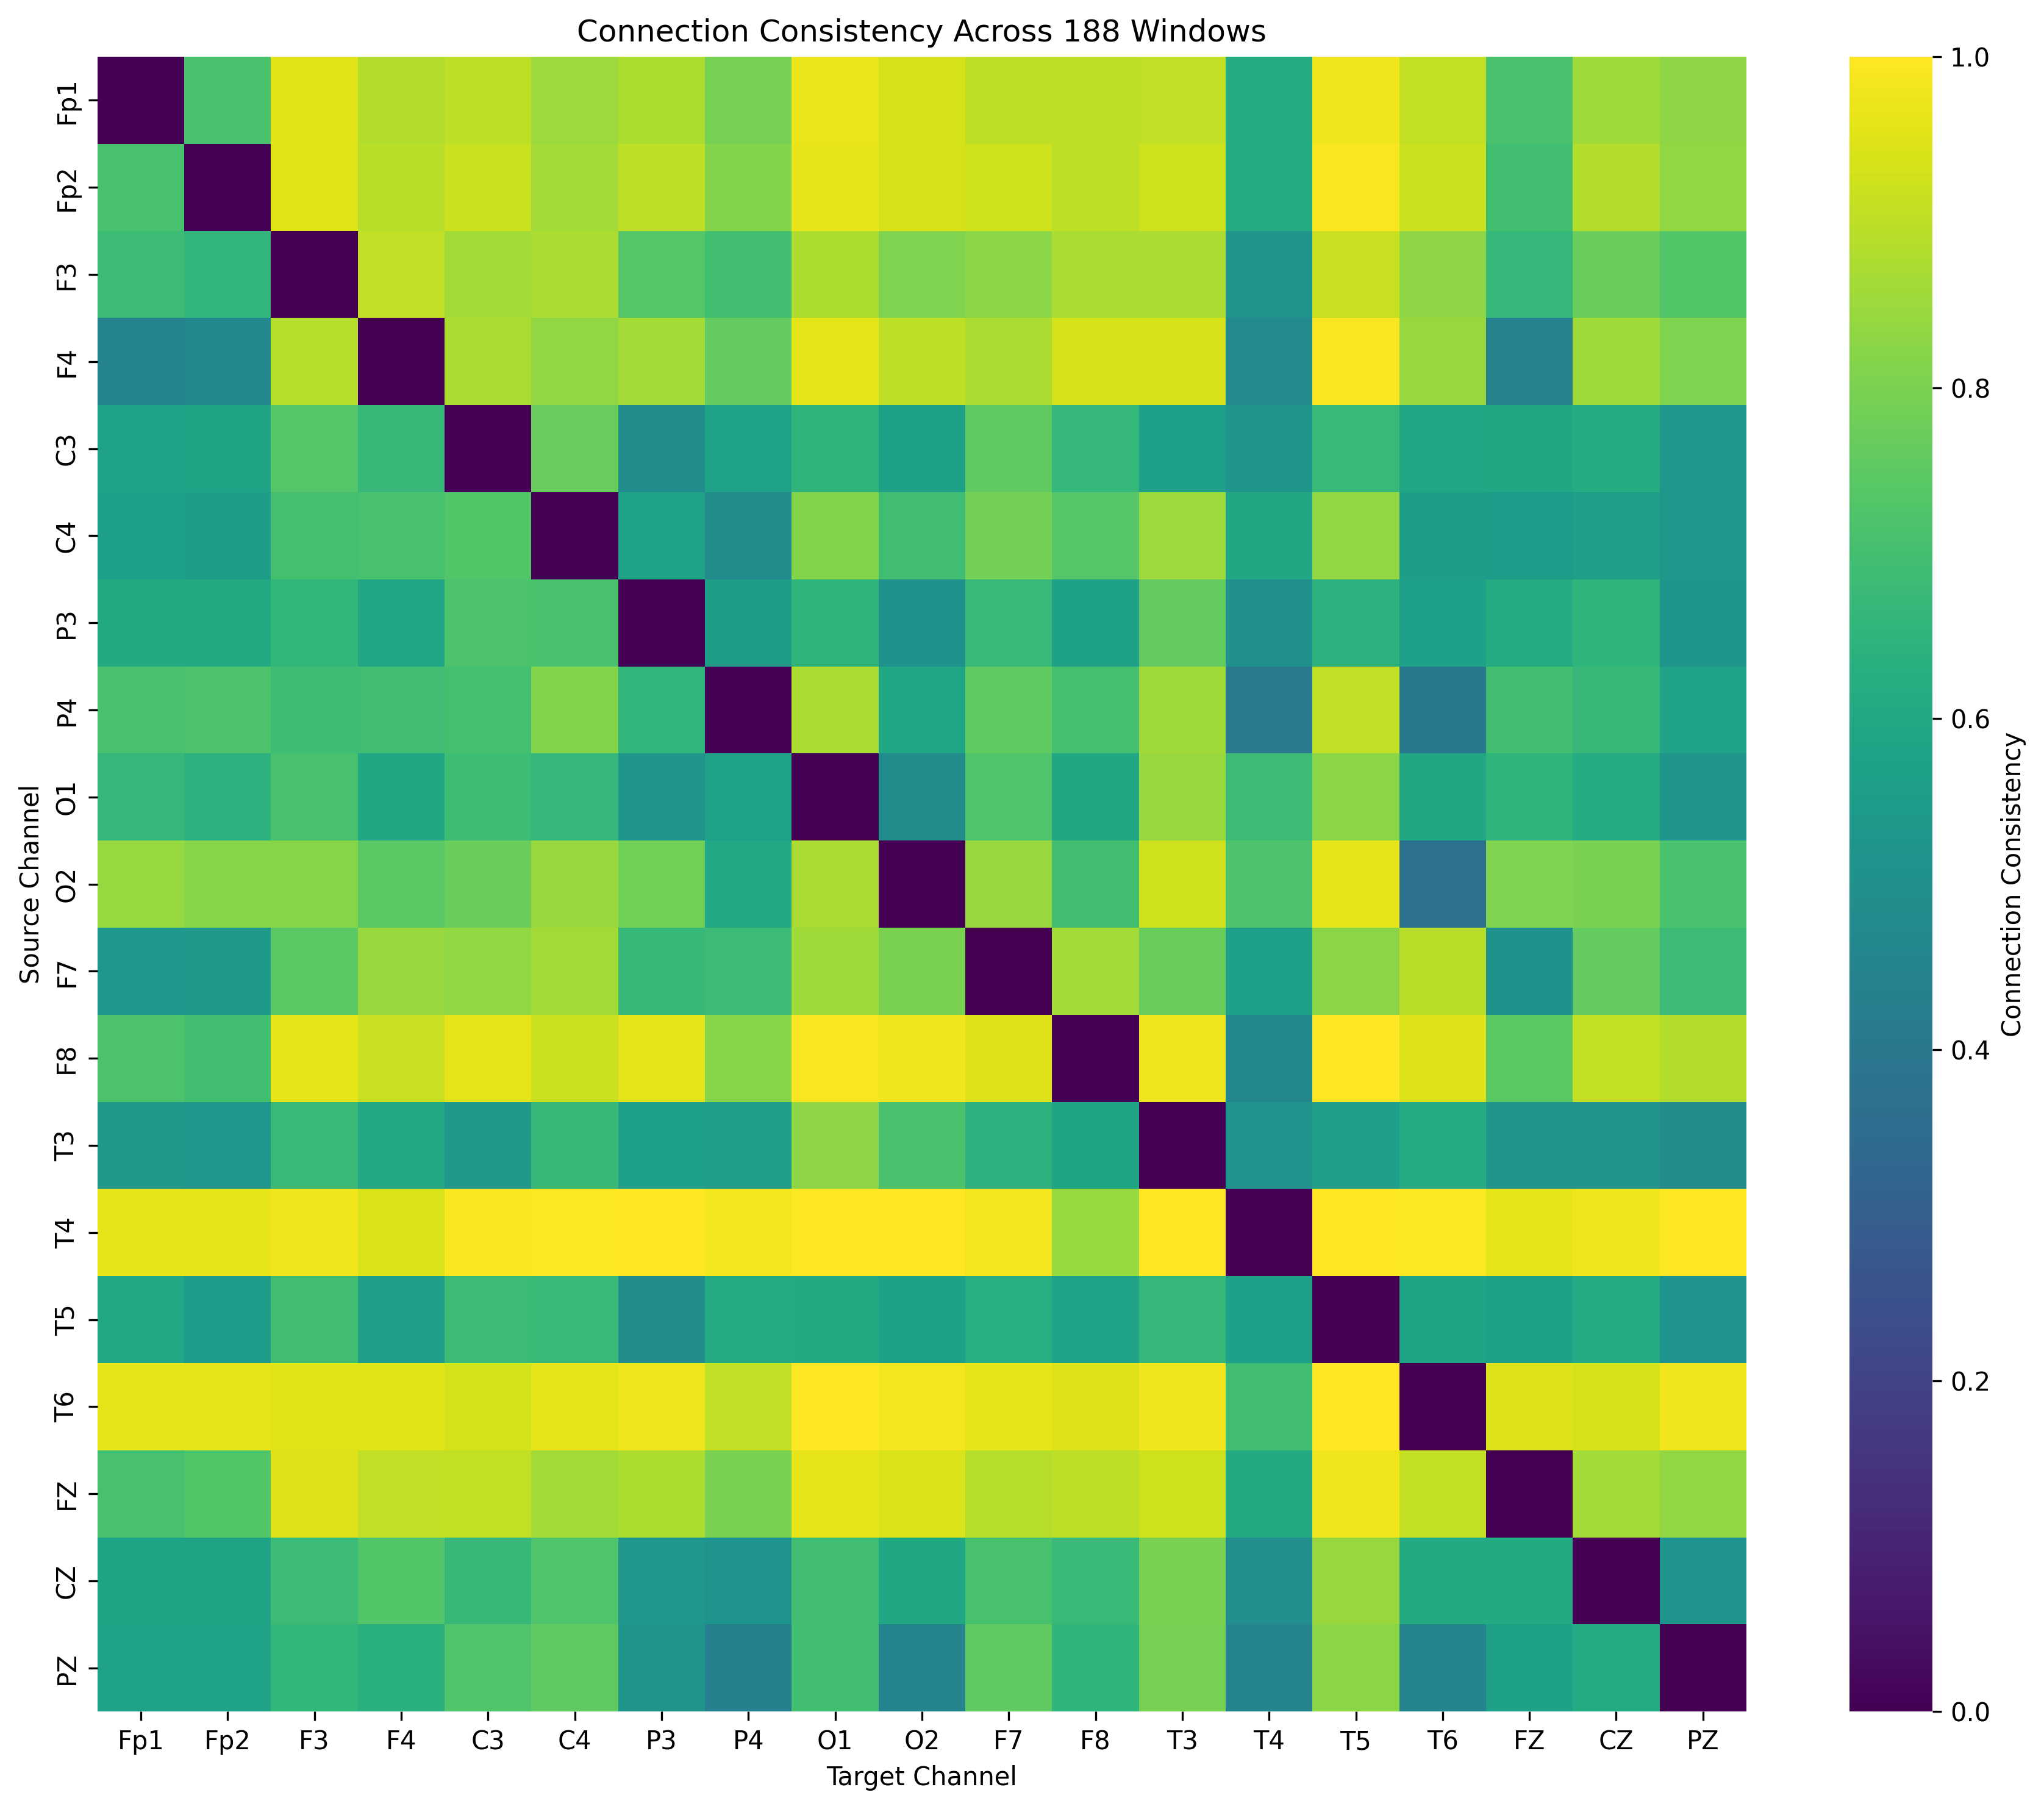 Connection Consistency Across 188 Windows
Source Channel
Fp1
Fp2
F3
F4
C3
C4
P3
P4
O1
O2
F7
F8
T3
T4
T5
T6
FZ
CZ
PZ
Fp1 Fp2 F3 F4 C3 C4 P3 P4 O1 O2 F7 F8 T3 T4 T5 T6 FZ CZ PZ
Target Channel
1.0
0.8
0.6
0.4
0.2
0.0
Connection Consistency